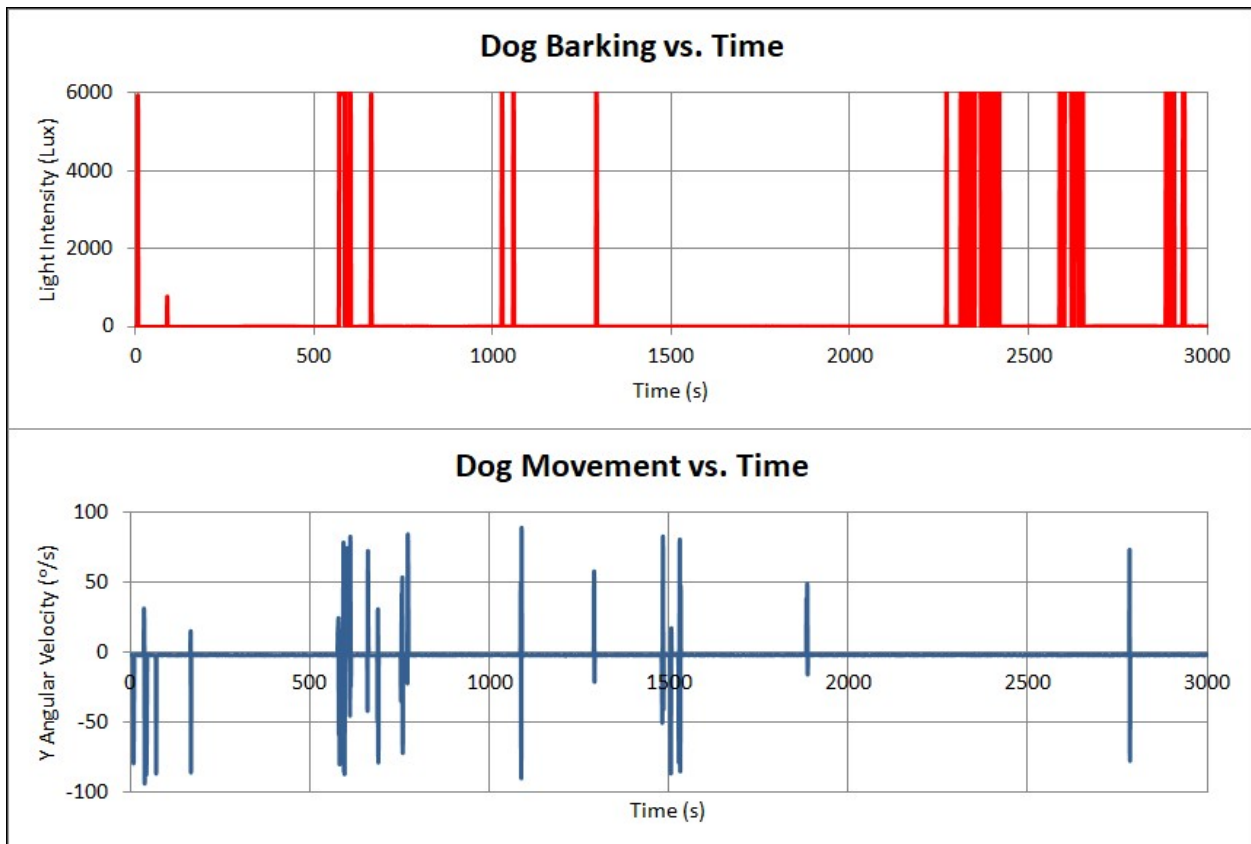 Dog Barking vs. Time
6000
4000
2000
0
Light Intensity (Lux)
0 500 1000 1500 2000 2500 3000
Time (s)
Dog Movement vs. Time
100
50
0
-50
-100
Y Angular Velocity (°/s)
0 500 1000 1500 2000 2500 3000
Time (s)